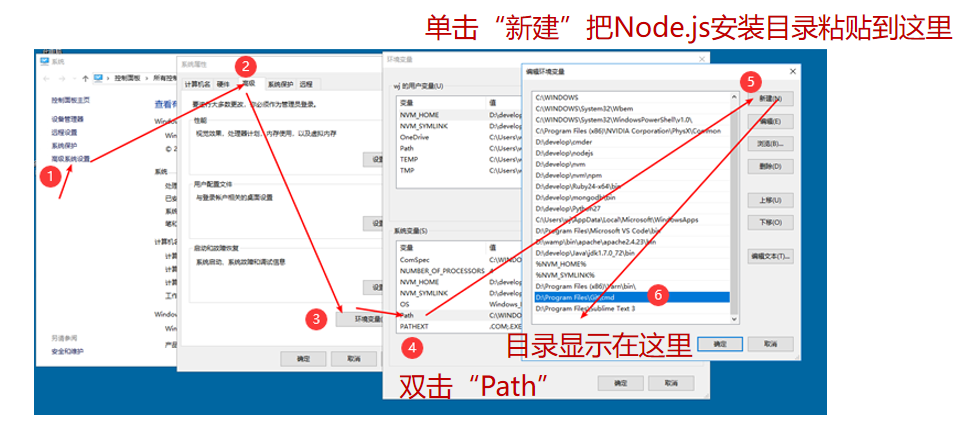 单击“新建”把Node.js安装目录粘贴到这里
系统
控制面板
所有控
控制面板主页
设备管理器
远程设置
系统保护
高级系统设置
1
查看有
Window
Win
© 2
系统
处理
已安
系统
笔和
计算机名
计算
计算
计算
工作
Windo
Win
产品
另请参阅
安全和维护
系统属性
2
计算机名 硬件 高级 系统保护 远程
要进行大多数更改，你必须作为管理员登录。
性能
视觉效果、处理器计划、内存使用，以及虚拟内存
设置
用户配置文件
与登录帐户相关的桌面设置
设置
启动和故障恢复
系统启动、系统故障和调试信息
设置
3
环境变量(
确定 取消
环境变量
wj 的用户变量(U)
变量 值
NVM_HOME D:\develop
NVM_SYMLINK D:\develop
OneDrive C:\Users\w
Path C:\Users\w
TEMP C:\Users\w
TMP C:\Users\w
系统变量(S)
变量 值
ComSpec C:\WINDO
NUMBER_OF_PROCESSORS 4
NVM_HOME D:\develop
NVM_SYMLINK D:\develop
OS Windows_
Path C:\WINDO
PATHEXT .COM;.EXE
4
双击“Path”
确定 取消
编辑环境变量
5
C:\WINDOWS
C:\WINDOWS\System32\Wbem
C:\WINDOWS\System32\WindowsPowerShell\v1.0\
C:\Program Files (x86)\NVIDIA Corporation\PhysX\Common
D:\develop\cmder
D:\develop\nodejs
D:\develop\nvm
D:\develop\nvm\npm
D:\develop\Ruby24-x64\bin
D:\develop\mongodb\bin
D:\develop\Python27
C:\Users\wj\AppData\Local\Microsoft\WindowsApps
D:\Program Files\Microsoft VS Code\bin
D:\wamp\bin\apache\apache2.4.23\bin
D:\develop\Java\jdk1.7.0_72\bin
%NVM_HOME%
%NVM_SYMLINK%
D:\Program Files (x86)\Yarn\bin\
D:\Program Files\Git\cmd
D:\Program Files\Sublime Text 3
6
新建(N)
编辑(E)
浏览(B)...
删除(D)
上移(U)
下移(O)
编辑文本(T)...
目录显示在这里
确定 取消